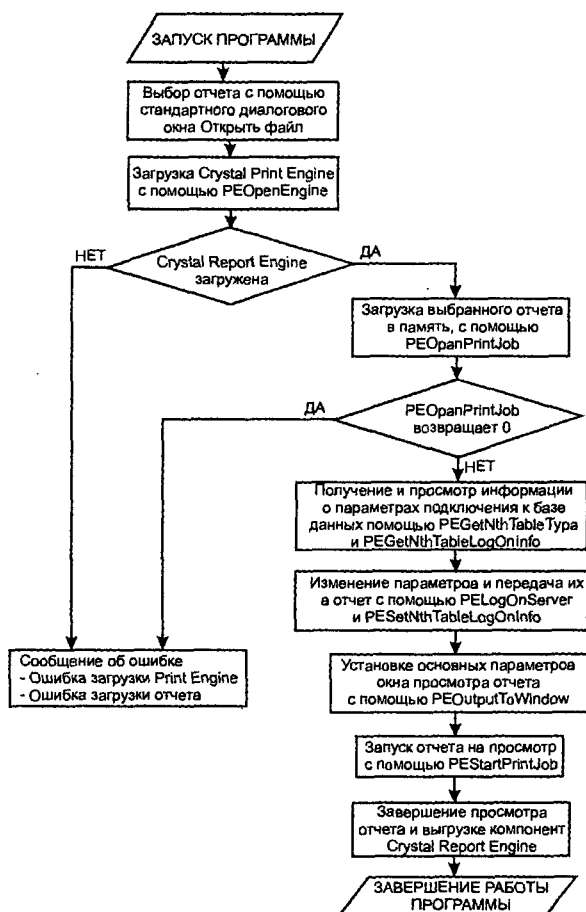 ЗАПУСК ПРОГРАММЫ
Выбор отчета с помощью
стандартного диалогового
окна Открыть файл
Загрузка Crystal Print Engine
с помощью PEOpenEngine
НЕТ
Crystal Report Engine
загружена
ДА
Загрузка выбранного отчета
в память, с помощью
PEOpanPrintJob
ДА
PEOpanPrintJob
возвращает 0
НЕТ
Получение и просмотр информации
о параметрах подключения к базе
данных помощью PEGetNthTableTypa
и PEGetNthTableLogOnInfo
Изменение параметров и передача их
а отчет с помощью PELogOnServer
и PESetNthTableLogOnInfo
Сообщение об ошибке
- Ошибка загрузки Print Engine
- Ошибка загрузки отчета
Установке основных параметров
окна просмотра отчета
с помощью PEOutputToWindow
Запуск отчета на просмотр
с помощью PEStartPrintJob
Завершение просмотра
отчета и выгрузке компонент
Crystal Report Engine
ЗАВЕРШЕНИЕ РАБОТЫ
ПРОГРАММЫ